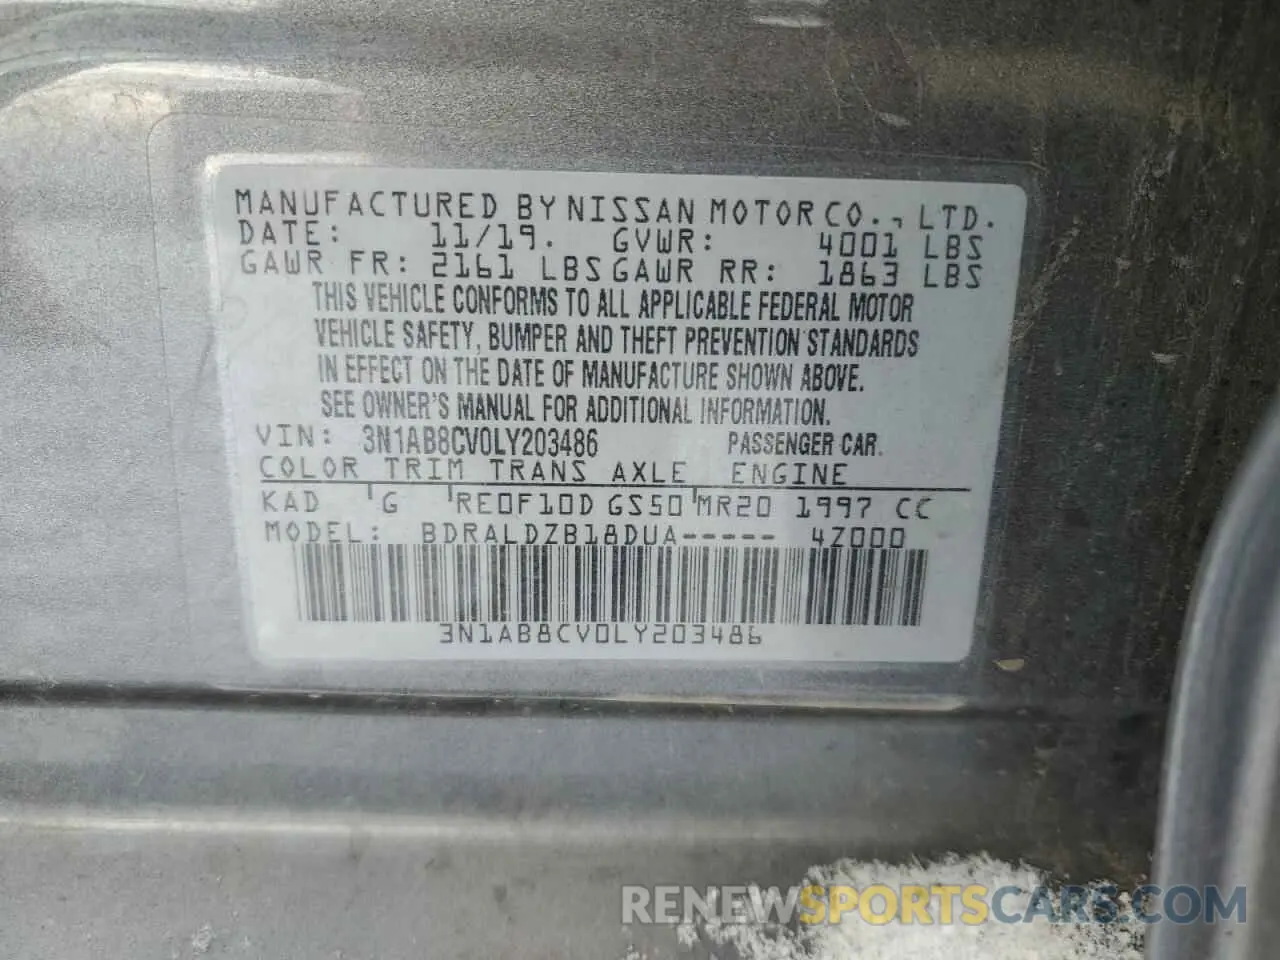 MANUFACTURED BY NISSAN MOTOR CO., LTD.
DATE: 11/19. GVWR: 4001 LBS
GAWR FR: 2161 LBS GAWR RR: 1863 LBS
THIS VEHICLE CONFORMS TO ALL APPLICABLE FEDERAL MOTOR
VEHICLE SAFETY, BUMPER AND THEFT PREVENTION STANDARDS
IN EFFECT ON THE DATE OF MANUFACTURE SHOWN ABOVE.
SEE OWNER'S MANUAL FOR ADDITIONAL INFORMATION.
VIN: 3N1AB8CV0LY203486 PASSENGER CAR.
COLOR TRIM TRANS AXLE ENGINE
KAD G RE0F10D GS50 MR20 1997 CC
MODEL: BDRALDZB18DUA----- 4Z000
3N1AB8CV0LY203486
RENEWSPORTSCARS.COM